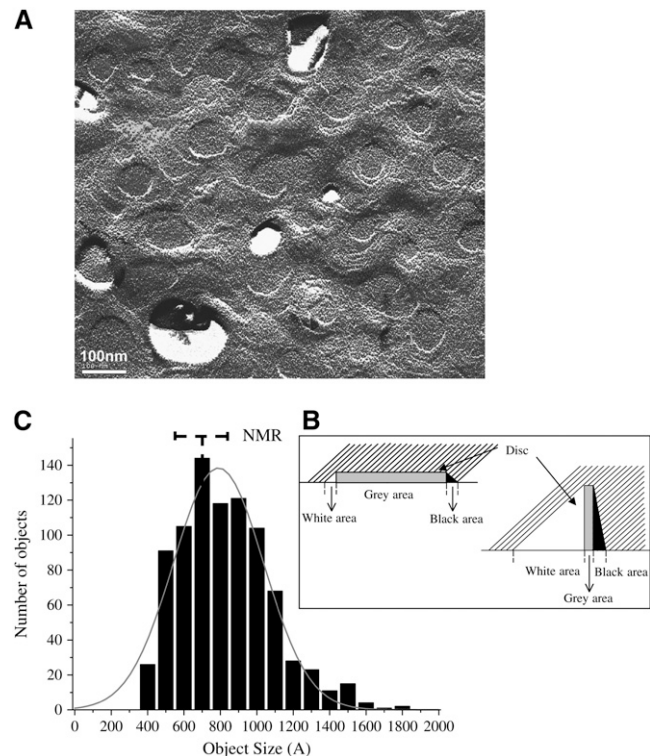 A
100nm
C
NMR
Number of objects
140
120
100
80
60
40
20
0
0 200 400 600 800 1000 1200 1400 1600 1800 2000
Object Size (A)
B
Disc
Grey area
White area
Black area
White area
Black area
Grey area